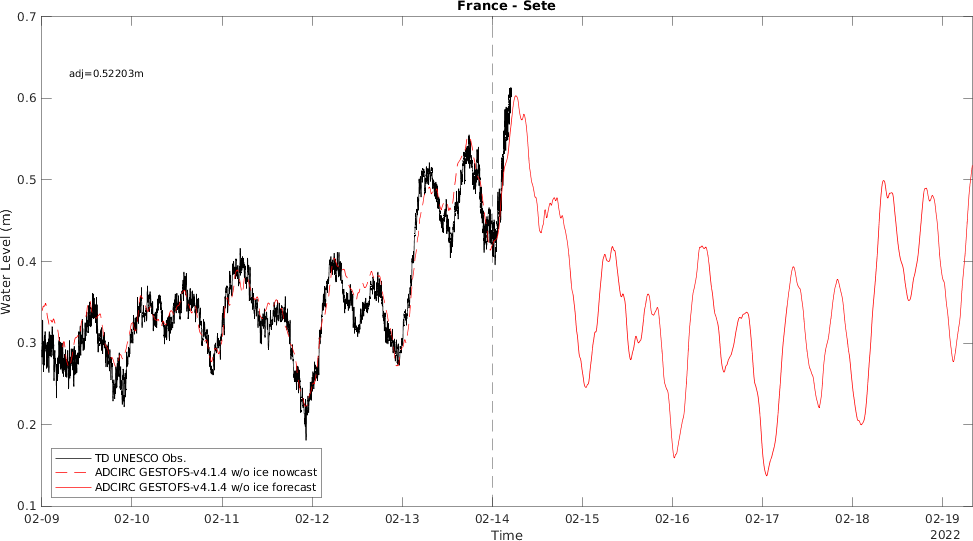 France - Sete
0.7
adj=0.52203m
0.6
0.5
0.4
0.3
0.2
0.1
Water Level (m)
TD UNESCO Obs.
ADCIRC GESTOFS-v4.1.4 w/o ice nowcast
ADCIRC GESTOFS-v4.1.4 w/o ice forecast
02-09 02-10 02-11 02-12 02-13 02-14 02-15 02-16 02-17 02-18 02-19
Time
2022